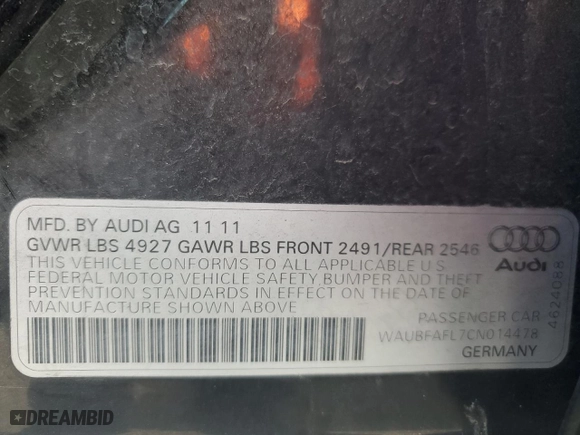 MFD. BY AUDI AG 11 11
GVWR LBS 4927 GAWR LBS FRONT 2491/REAR 2546
THIS VEHICLE CONFORMS TO ALL APPLICABLE U S
FEDERAL MOTOR VEHICLE SAFETY, BUMPER AND THEFT
PREVENTION STANDARDS IN EFFECT ON THE DATE OF
MANUFACTURE SHOWN ABOVE
Audi
PASSENGER CAR
WAUBFAFL7CN014478
GERMANY
4624088
DREAMBID